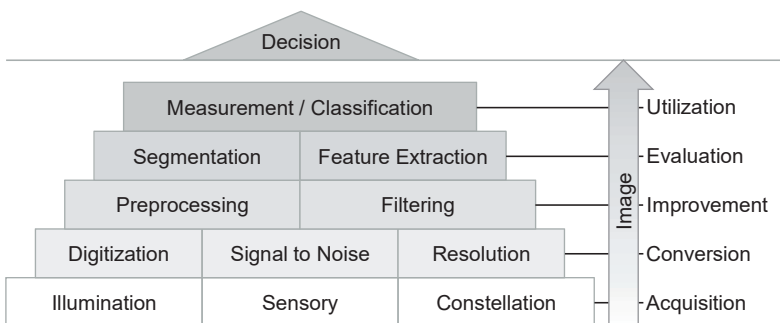 Decision
Measurement / Classification
Utilization
Segmentation
Feature Extraction
Evaluation
Preprocessing
Filtering
Improvement
Digitization
Signal to Noise
Resolution
Conversion
Illumination
Sensory
Constellation
Acquisition
Image